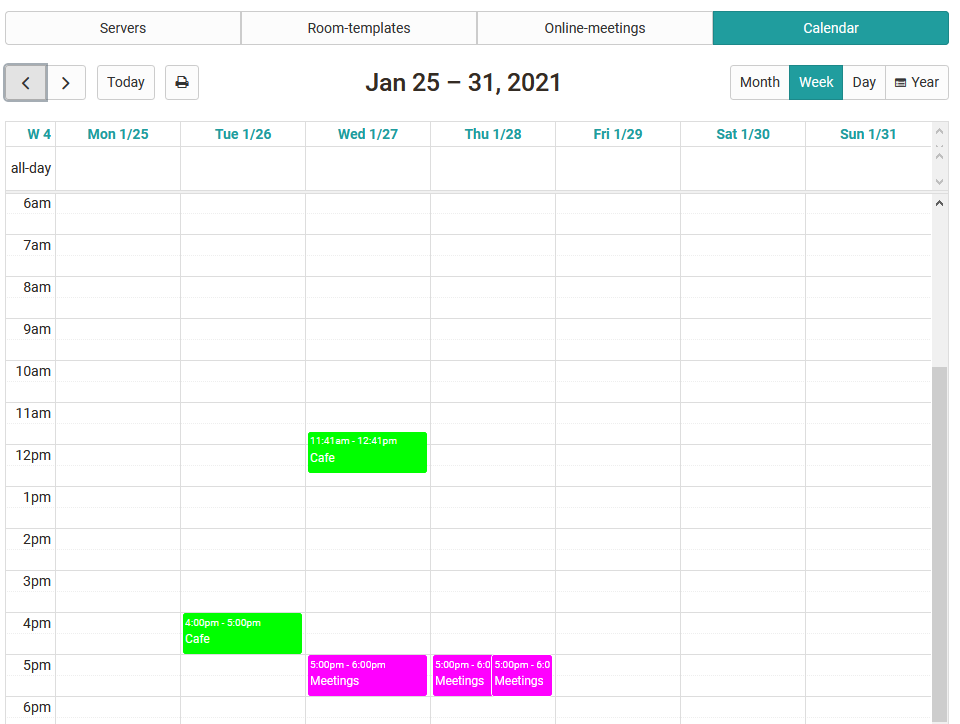 Servers Room-templates Online-meetings Calendar
Today Jan 25 – 31, 2021 Month Week Day Year
W 4 Mon 1/25 Tue 1/26 Wed 1/27 Thu 1/28 Fri 1/29 Sat 1/30 Sun 1/31
all-day
6am
7am
8am
9am
10am
11am
11:41am - 12:41pm
Cafe
12pm
1pm
2pm
3pm
4pm
4:00pm - 5:00pm
Cafe
5pm
5:00pm - 6:00pm 5:00pm - 6:0 5:00pm - 6:0
Meetings Meetings Meetings
6pm